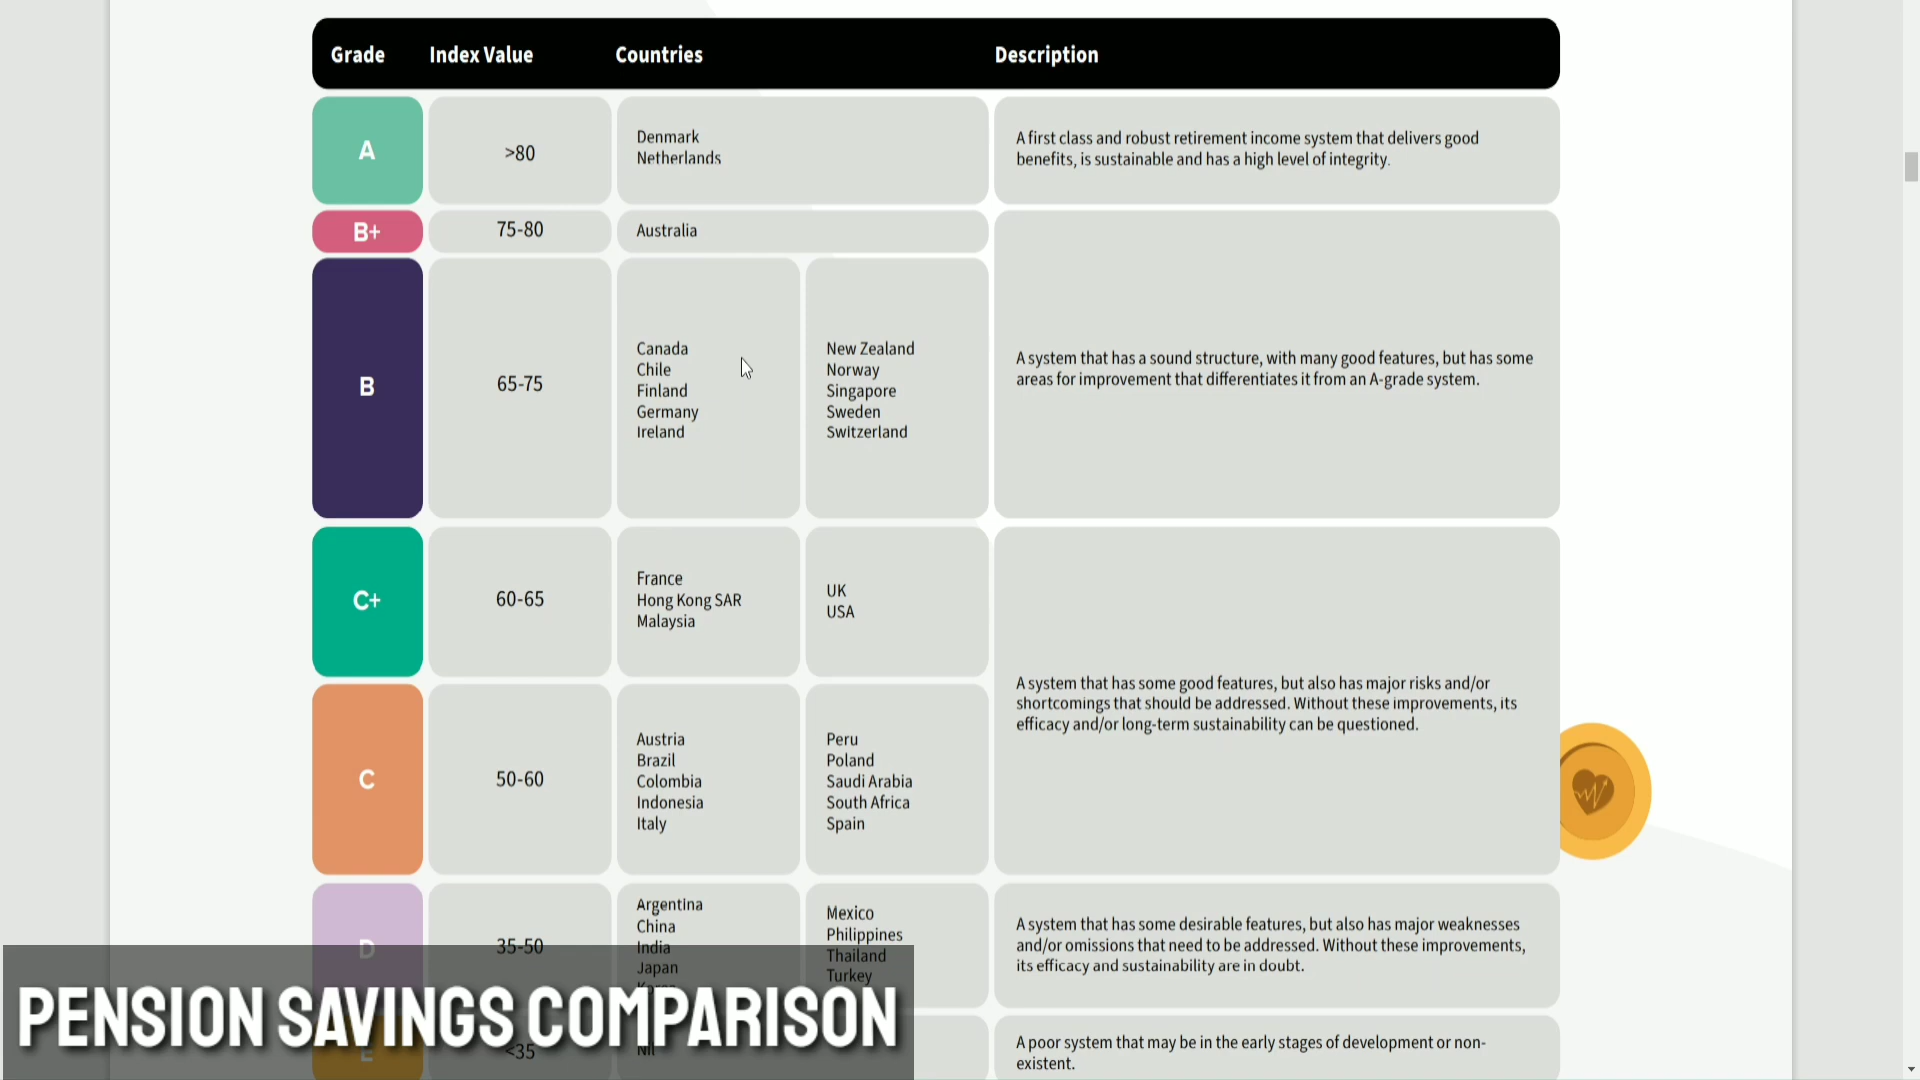 Grade Index Value Countries Description
A
>80
Denmark
Netherlands
A first class and robust retirement income system that delivers good
benefits, is sustainable and has a high level of integrity.
B+
75-80
Australia
B
65-75
Canada
Chile
Finland
Germany
Ireland
New Zealand
Norway
Singapore
Sweden
Switzerland
A system that has a sound structure, with many good features, but has some
areas for improvement that differentiates it from an A-grade system.
C+
60-65
France
Hong Kong SAR
Malaysia
UK
USA
C
50-60
Austria
Brazil
Colombia
Indonesia
Italy
Peru
Poland
Saudi Arabia
South Africa
Spain
A system that has some good features, but also has major risks and/or
shortcomings that should be addressed. Without these improvements, its
efficacy and/or long-term sustainability can be questioned.
D
35-50
Argentina
China
India
Japan
Korea
Mexico
Philippines
Thailand
Turkey
A system that has some desirable features, but also has major weaknesses
and/or omissions that need to be addressed. Without these improvements,
its efficacy and sustainability are in doubt.
E
<35
Nil
A poor system that may be in the early stages of development or non-
existent.
PENSION SAVINGS COMPARISON